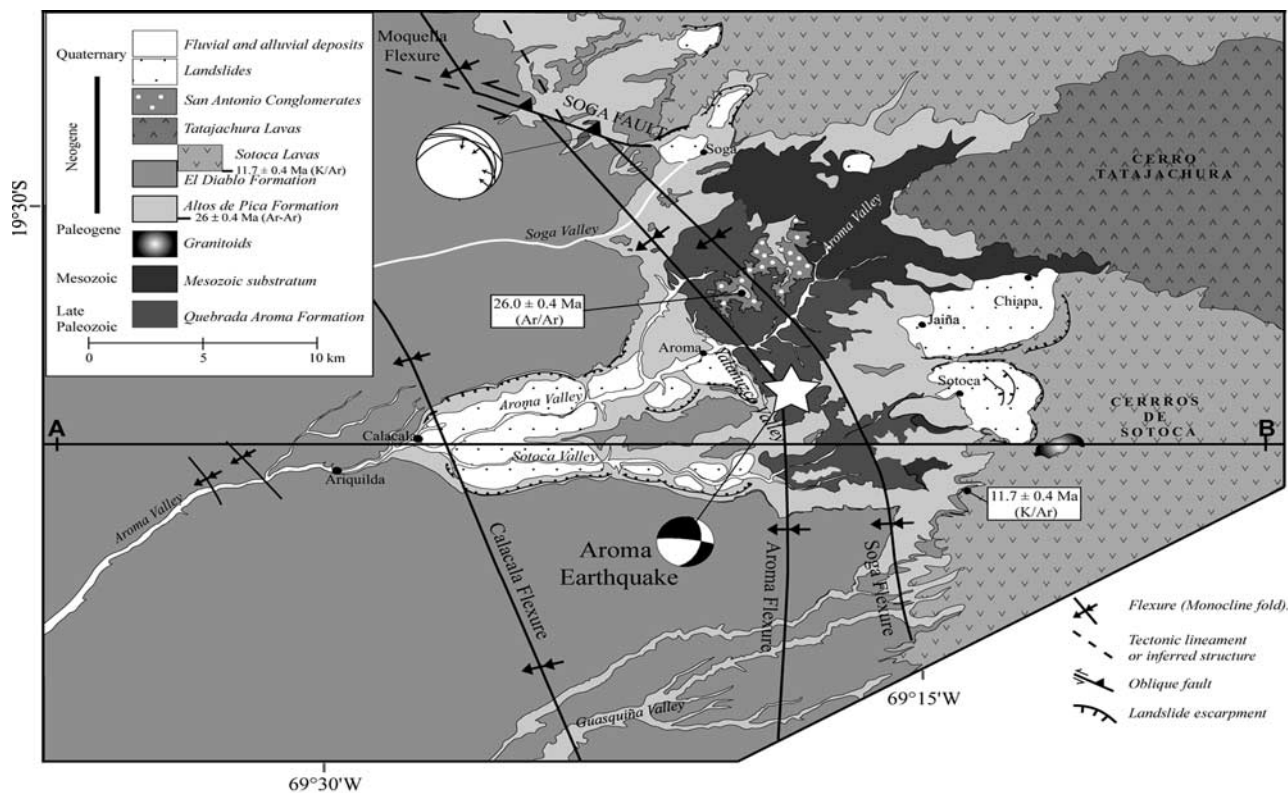 Quaternary
Neogene
Paleogene
Mesozoic
Late
Paleozoic
Fluvial and alluvial deposits
Landslides
San Antonio Conglomerates
Tatajachura Lavas
Sotoca Lavas
11.7 ± 0.4 Ma (K/Ar)
El Diablo Formation
Altos de Pica Formation
26 ± 0.4 Ma (Ar-Ar)
Granitoids
Mesozoic substratum
Quebrada Aroma Formation
0 5 10 km
19°30'S
Moquella
Flexure
SOGA FAULT
Soga
Soga Valley
CERRO
TATAJACHURA
Aroma Valley
26.0 ± 0.4 Ma
(Ar/Ar)
Chiapa
Jaiña
Aroma
Sotoca
Aroma Valley
CERRROS
DE
SOTOCA
A
Calacala
B
Sotoca Valley
Ariquilda
Aroma Valley
11.7 ± 0.4 Ma
(K/Ar)
Aroma
Earthquake
Calacala Flexure
Aroma Flexure
Soga Flexure
Guasquiña Valley
Flexure (Monocline fold).
Tectonic lineament
or inferred structure
Oblique fault
Landslide escarpment
69°15'W
69°30'W